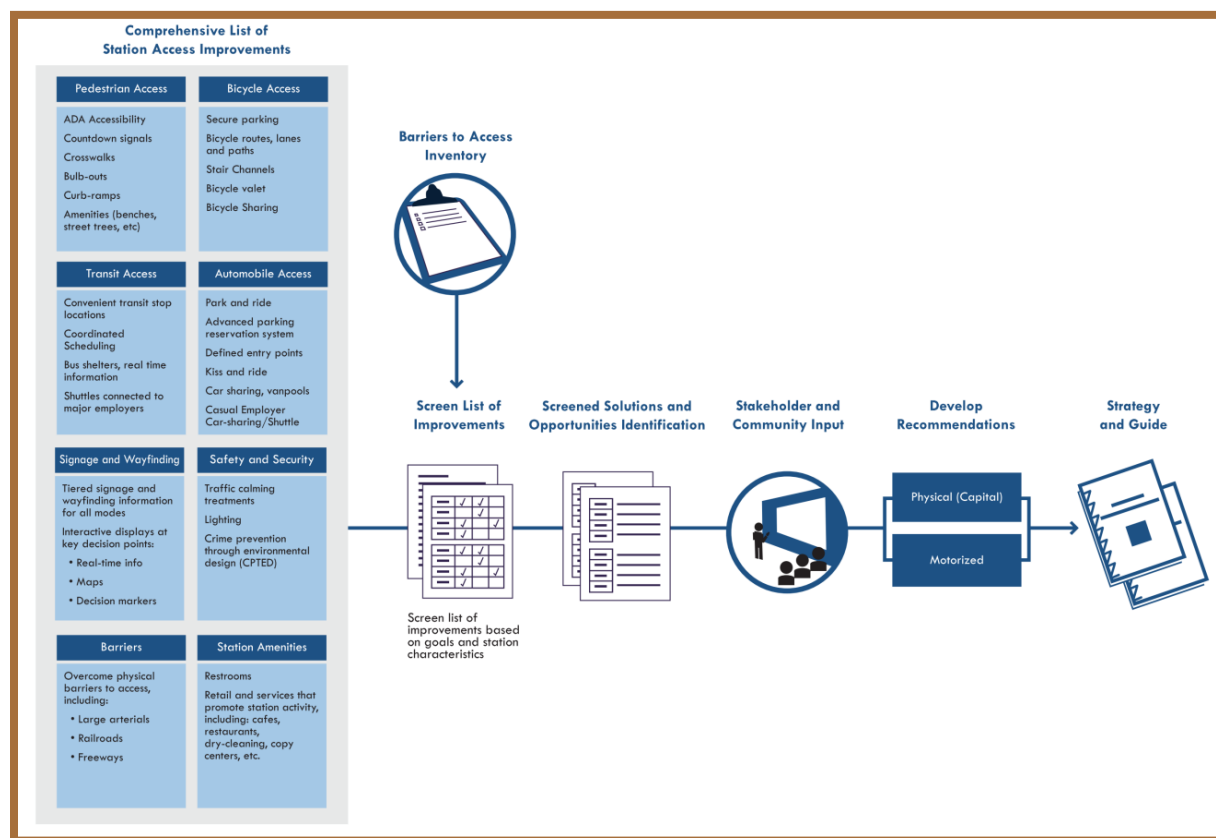 Comprehensive List of
Station Access Improvements
Pedestrian Access
ADA Accessibility
Countdown signals
Crosswalks
Bulb-outs
Curb-ramps
Amenities (benches,
street trees, etc)
Bicycle Access
Secure parking
Bicycle routes, lanes
and paths
Stair Channels
Bicycle valet
Bicycle Sharing
Transit Access
Convenient transit stop
locations
Coordinated
Scheduling
Bus shelters, real time
information
Shuttles connected to
major employers
Automobile Access
Park and ride
Advanced parking
reservation system
Defined entry points
Kiss and ride
Car sharing, vanpools
Casual Employer
Car-sharing/Shuttle
Signage and Wayfinding
Tiered signage and
wayfinding information
for all modes
Interactive displays at
key decision points:
• Real-time info
• Maps
• Decision markers
Safety and Security
Traffic calming
treatments
Lighting
Crime prevention
through environmental
design (CPTED)
Barriers
Overcome physical
barriers to access,
including:
• Large arterials
• Railroads
• Freeways
Station Amenities
Restrooms
Retail and services that
promote station activity,
including: cafes,
restaurants,
dry-cleaning, copy
centers, etc.
Barriers to Access
Inventory
Screen List of
Improvements
Screen list of
improvements based
on goals and station
characteristics
Screened Solutions and
Opportunities Identification
Stakeholder and
Community Input
Develop
Recommendations
Physical (Capital)
Motorized
Strategy
and Guide